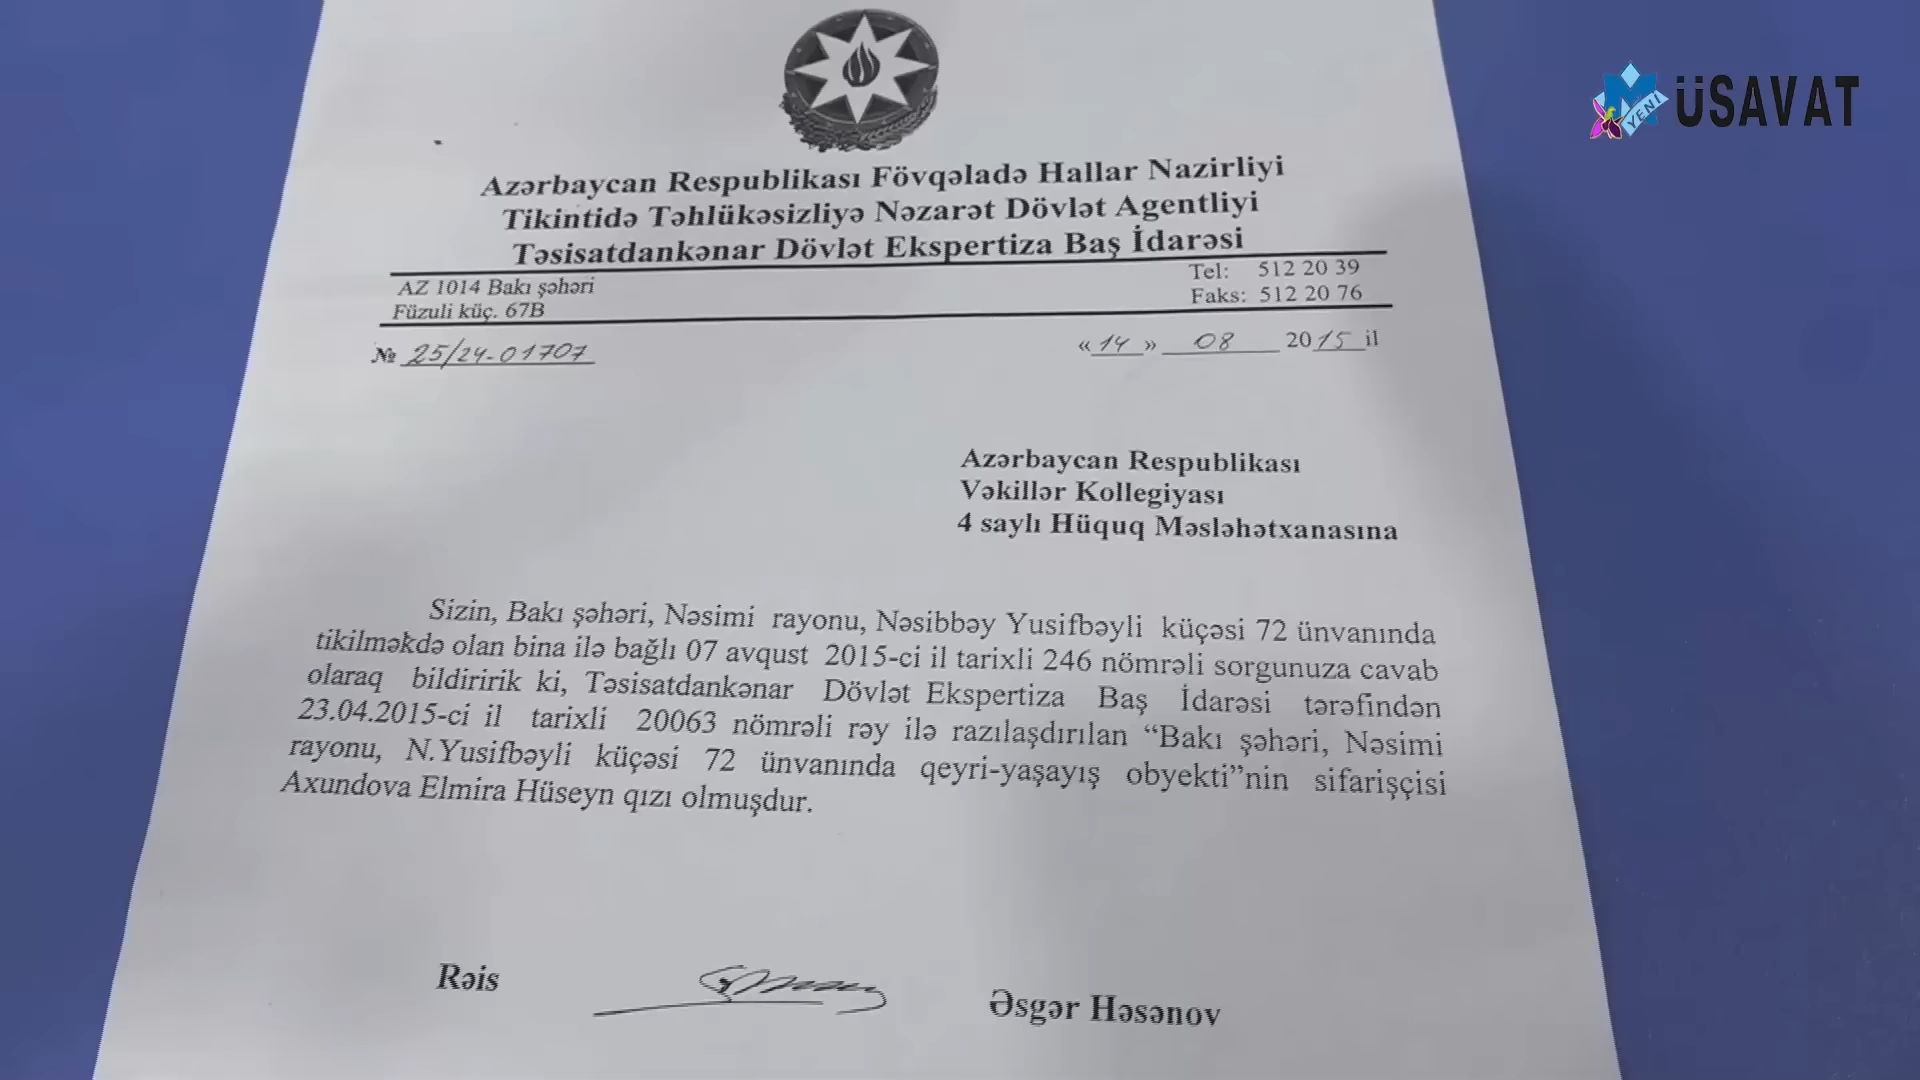 YENİ MÜSAVAT
Azərbaycan Respublikası Fövqəladə Hallar Nazirliyi
Tikintidə Təhlükəsizliyə Nəzarət Dövlət Agentliyi
Təsisatdankənar Dövlət Ekspertiza Baş İdarəsi
AZ 1014 Bakı şəhəri
Füzuli küç. 67B
Tel: 512 20 39
Faks: 512 20 76
№ 25/24-01707
«14» 08 2015 il
Azərbaycan Respublikası
Vəkillər Kollegiyası
4 saylı Hüquq Məsləhətxanasına
Sizin, Bakı şəhəri, Nəsimi rayonu, Nəsibbəy Yusifbəyli küçəsi 72 ünvanında
tikilməkdə olan bina ilə bağlı 07 avqust 2015-ci il tarixli 246 nömrəli sorgunuza cavab
olaraq bildiririk ki, Təsisatdankənar Dövlət Ekspertiza Baş İdarəsi tərəfindən
23.04.2015-ci il tarixli 20063 nömrəli rəy ilə razılaşdırılan “Bakı şəhəri, Nəsimi
rayonu, N.Yusifbəyli küçəsi 72 ünvanında qeyri-yaşayış obyekti”nin sifarişçisi
Axundova Elmira Hüseyn qızı olmuşdur.
Rəis
Əsgər Həsənov